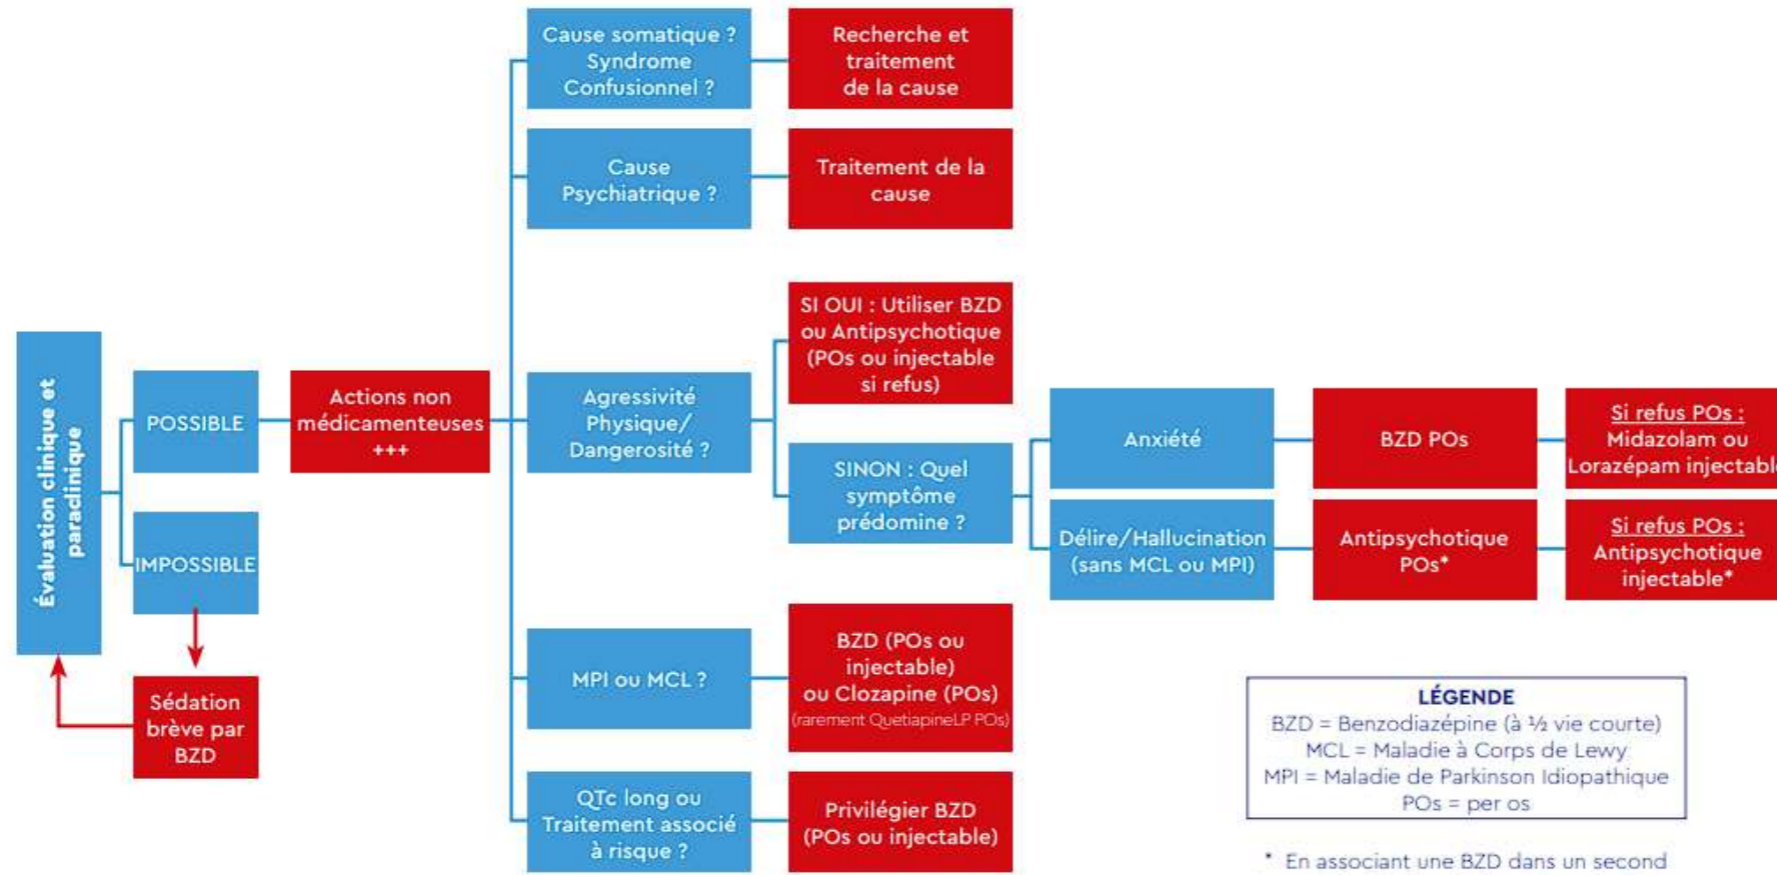 Évaluation clinique et
paraclinique
POSSIBLE
IMPOSSIBLE
Sédation
brève par
BZD
Actions non
médicamenteuses
+++
Cause somatique ?
Syndrome
Confusionnel ?
Recherche et
traitement
de la cause
Cause
Psychiatrique ?
Traitement de la
cause
Agressivité
Physique/
Dangerosité ?
SI OUI : Utiliser BZD
ou Antipsychotique
(POs ou injectable
si refus)
SINON : Quel
symptôme
prédomine ?
Anxiété
BZD POs
Si refus POs :
Midazolam ou
Lorazépam injectable
Délire/Hallucination
(sans MCL ou MPI)
Antipsychotique
POs*
Si refus POs :
Antipsychotique
injectable*
MPI ou MCL ?
BZD (POs ou
injectable)
ou Clozapine (POs)
(rarement QuetiapineLP POs)
QTc long ou
Traitement associé
à risque ?
Privilégier BZD
(POs ou injectable)
LÉGENDE
BZD = Benzodiazépine (à ½ vie courte)
MCL = Maladie à Corps de Lewy
MPI = Maladie de Parkinson Idiopathique
POs = per os
* En associant une BZD dans un second